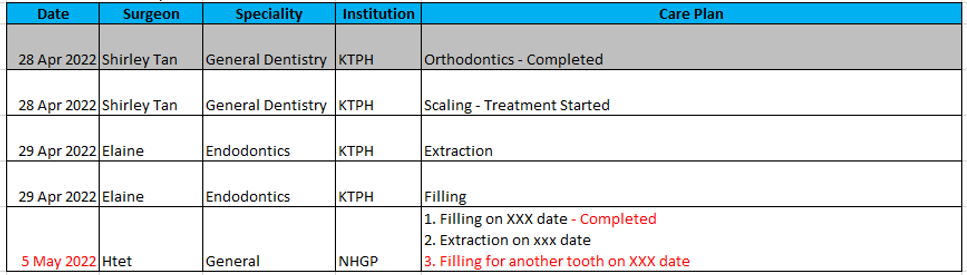 Date Surgeon Speciality Institution Care Plan
28 Apr 2022 Shirley Tan General Dentistry KTPH Orthodontics - Completed
28 Apr 2022 Shirley Tan General Dentistry KTPH Scaling - Treatment Started
29 Apr 2022 Elaine Endodontics KTPH Extraction
29 Apr 2022 Elaine Endodontics KTPH Filling
1. Filling on XXX date - Completed
2. Extraction on xxx date
5 May 2022 Htet General NHGP 3. Filling for another tooth on XXX date